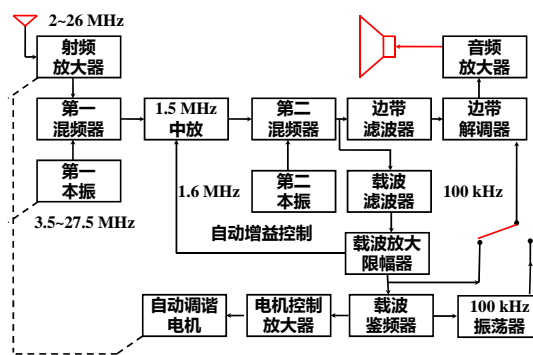 2~26 MHz
射频
放大器
音频
放大器
第一
混频器
1.5 MHz
中放
第二
混频器
边带
滤波器
边带
解调器
第一
本振
1.6 MHz
第二
本振
载波
滤波器
100 kHz
3.5~27.5 MHz
自动增益控制
载波放大
限幅器
自动调谐
电机
电机控制
放大器
载波
鉴频器
100 kHz
振荡器